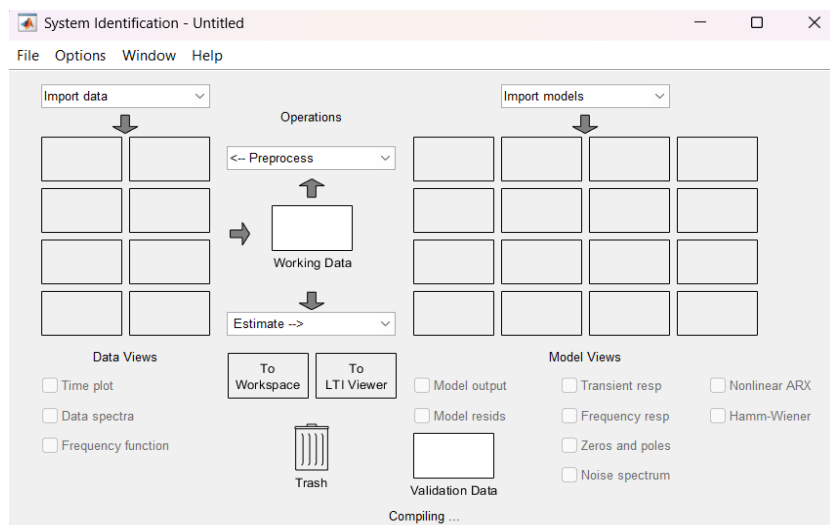 System Identification - Untitled
File Options Window Help
Import data
Import models
Operations
<-- Preprocess
Working Data
Estimate -->
Data Views
Time plot
Data spectra
Frequency function
To
Workspace
To
LTI Viewer
Trash
Model Views
Model output
Transient resp
Nonlinear ARX
Model resids
Frequency resp
Hamm-Wiener
Zeros and poles
Noise spectrum
Validation Data
Compiling ...